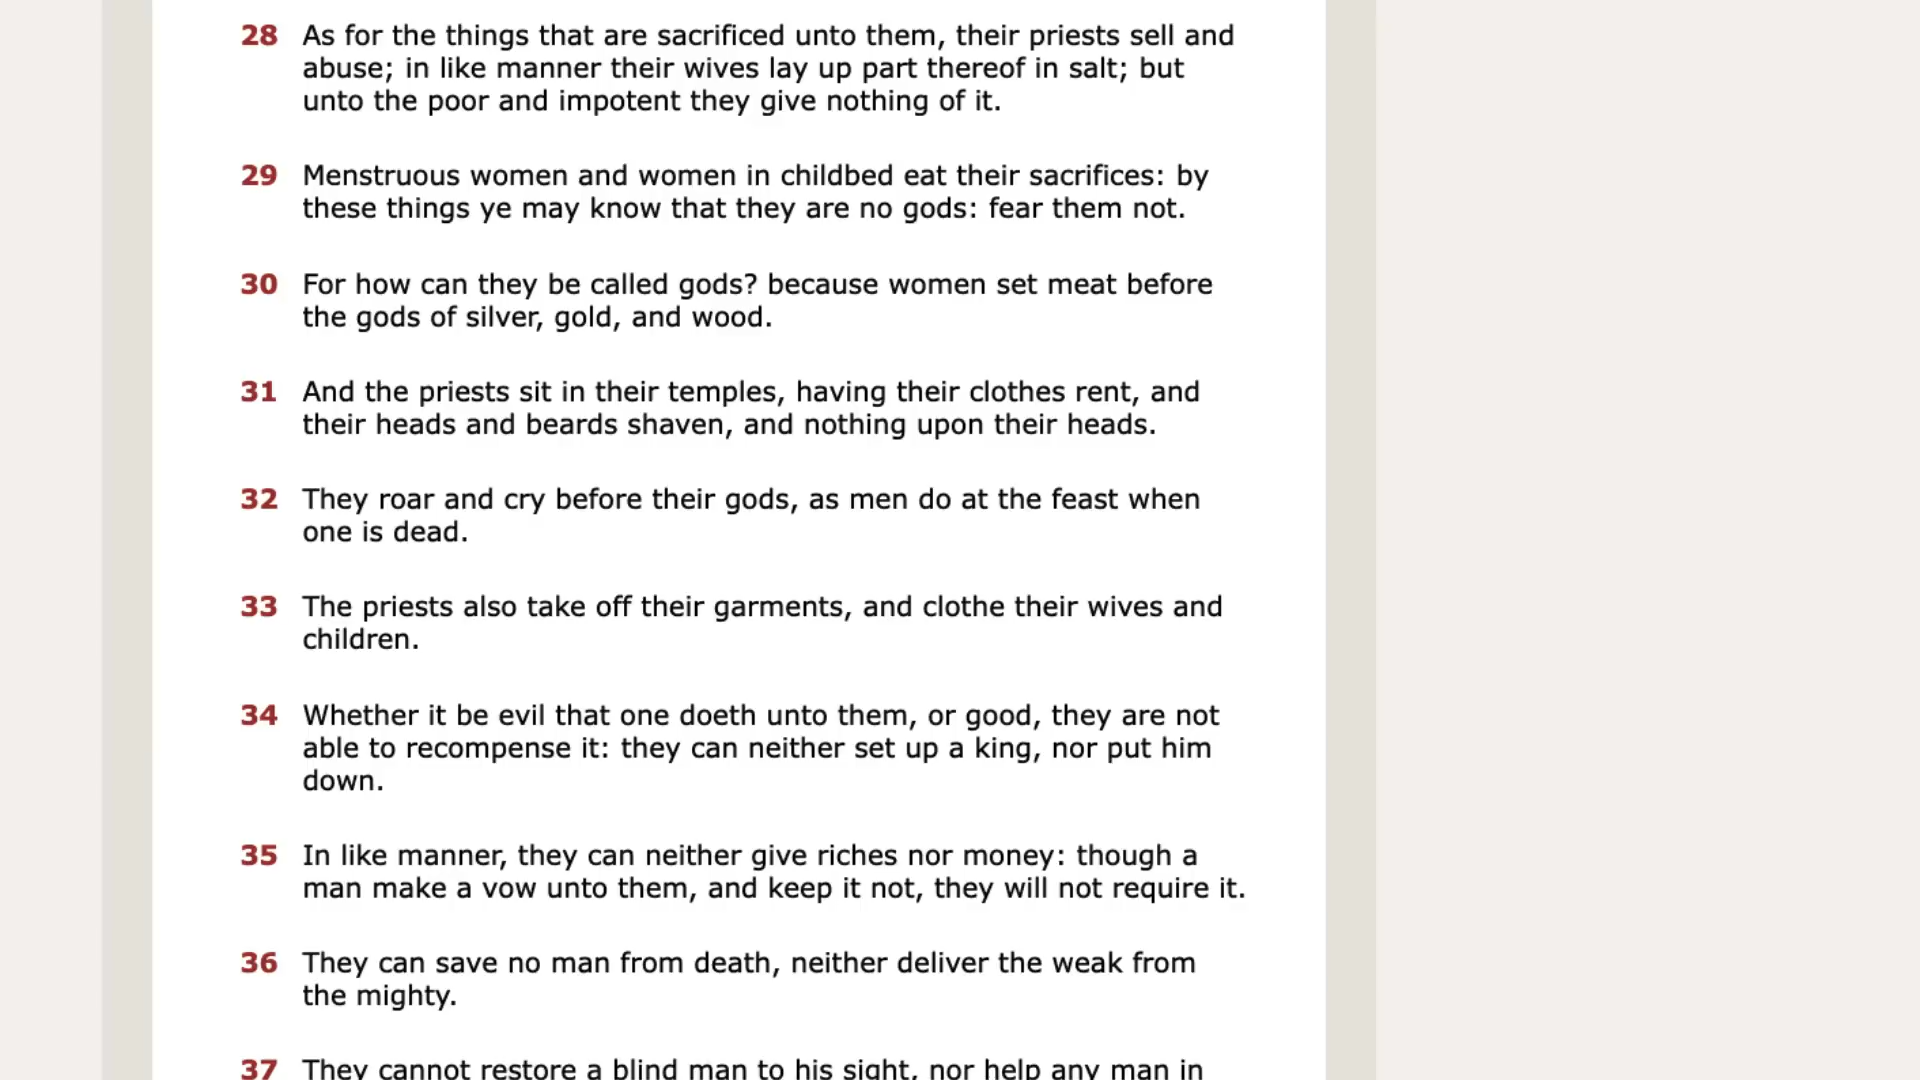 28 As for the things that are sacrificed unto them, their priests sell and
abuse; in like manner their wives lay up part thereof in salt; but
unto the poor and impotent they give nothing of it.
29 Menstruous women and women in childbed eat their sacrifices: by
these things ye may know that they are no gods: fear them not.
30 For how can they be called gods? because women set meat before
the gods of silver, gold, and wood.
31 And the priests sit in their temples, having their clothes rent, and
their heads and beards shaven, and nothing upon their heads.
32 They roar and cry before their gods, as men do at the feast when
one is dead.
33 The priests also take off their garments, and clothe their wives and
children.
34 Whether it be evil that one doeth unto them, or good, they are not
able to recompense it: they can neither set up a king, nor put him
down.
35 In like manner, they can neither give riches nor money: though a
man make a vow unto them, and keep it not, they will not require it.
36 They can save no man from death, neither deliver the weak from
the mighty.
37 They cannot restore a blind man to his sight, nor help any man in